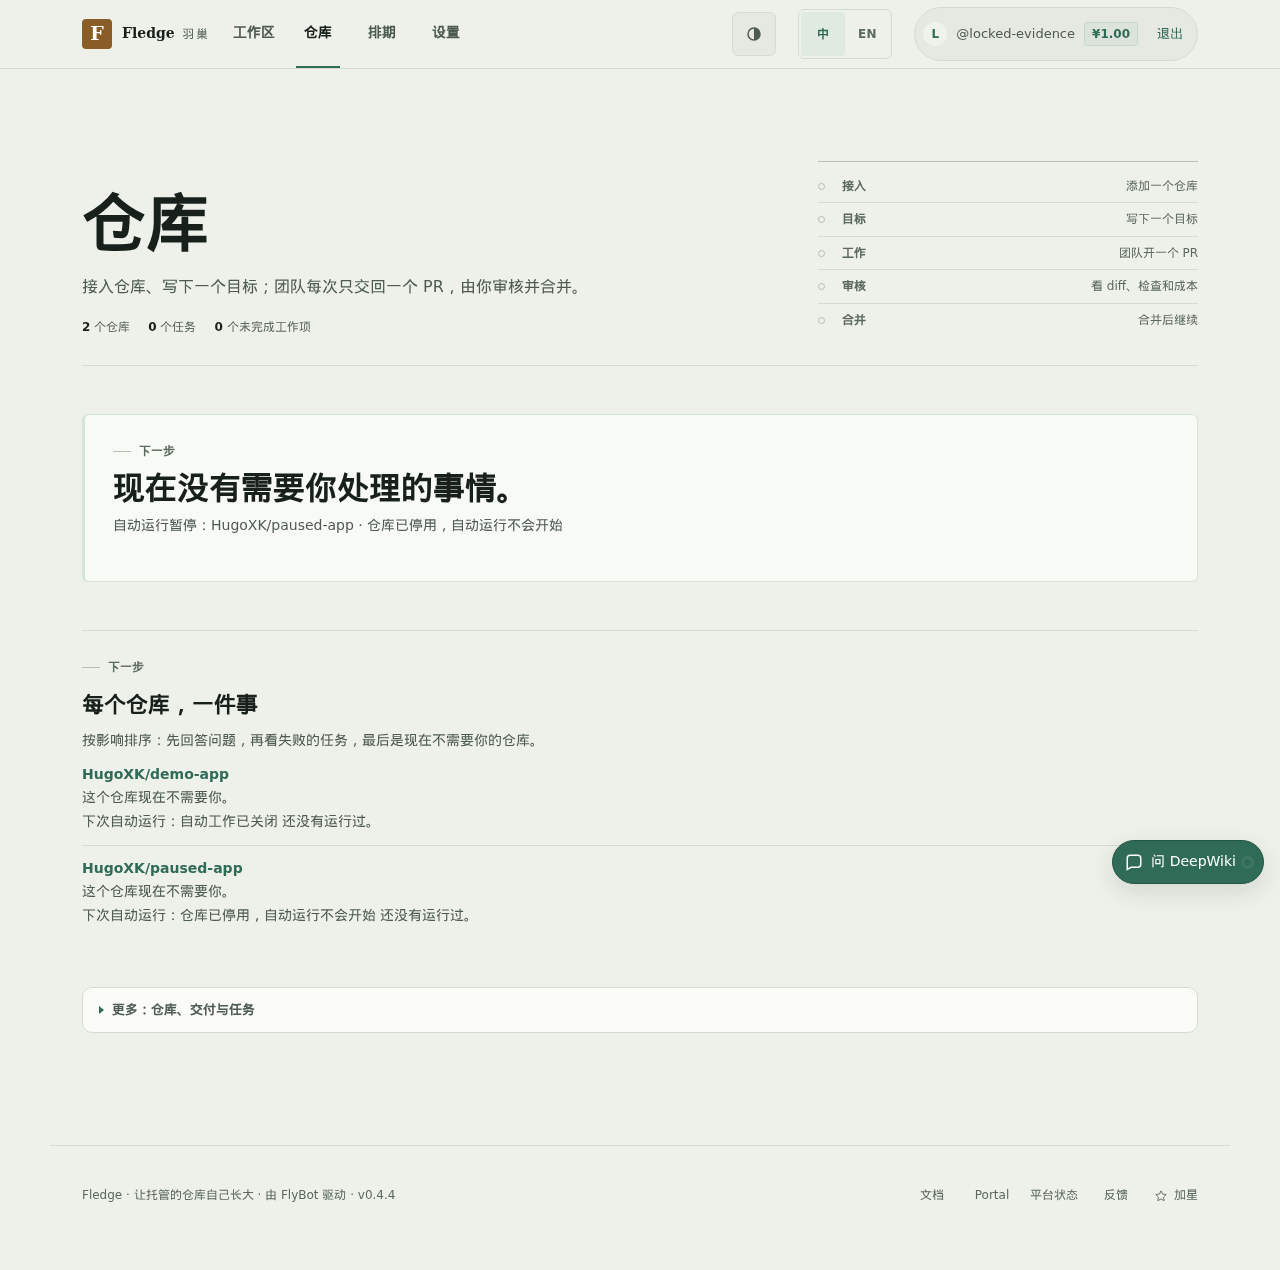 F Fledge 羽巢 工作区 仓库 排期 设置 中 EN L @locked-evidence ¥1.00 退出
仓库
接入仓库、写下一个目标；团队每次只交回一个 PR，由你审核并合并。
2 个仓库 0 个任务 0 个未完成工作项
接入 添加一个仓库
目标 写下一个目标
工作 团队开一个 PR
审核 看 diff、检查和成本
合并 合并后继续
下一步
现在没有需要你处理的事情。
自动运行暂停：HugoXK/paused-app · 仓库已停用，自动运行不会开始
下一步
每个仓库，一件事
按影响排序：先回答问题，再看失败的任务，最后是现在不需要你的仓库。
HugoXK/demo-app
这个仓库现在不需要你。
下次自动运行：自动工作已关闭 还没有运行过。
HugoXK/paused-app
这个仓库现在不需要你。
下次自动运行：仓库已停用，自动运行不会开始 还没有运行过。
问 DeepWiki
更多：仓库、交付与任务
Fledge · 让托管的仓库自己长大 · 由 FlyBot 驱动 · v0.4.4 文档 Portal 平台状态 反馈 加星